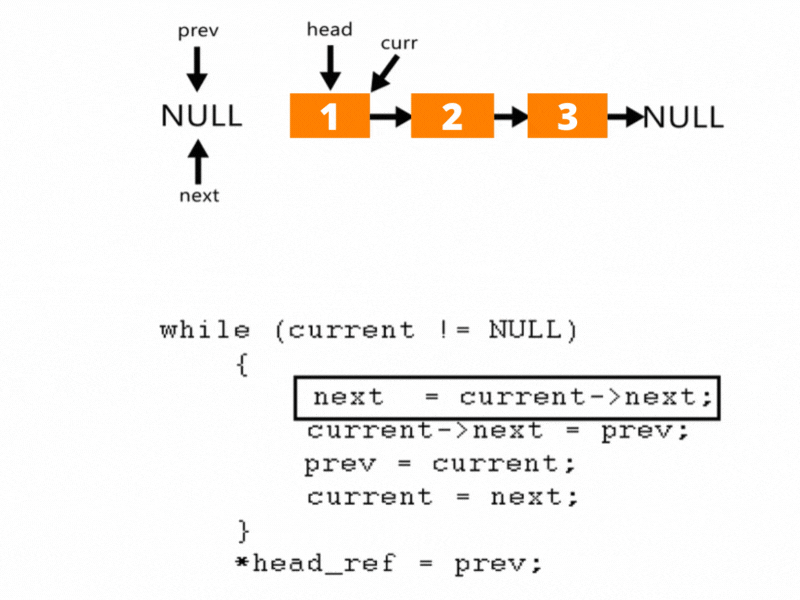 prev
head
curr
NULL
1
2
3
NULL
next
while (current != NULL)
{
next = current->next;
current->next = prev;
prev = current;
current = next;
}
*head_ref = prev;